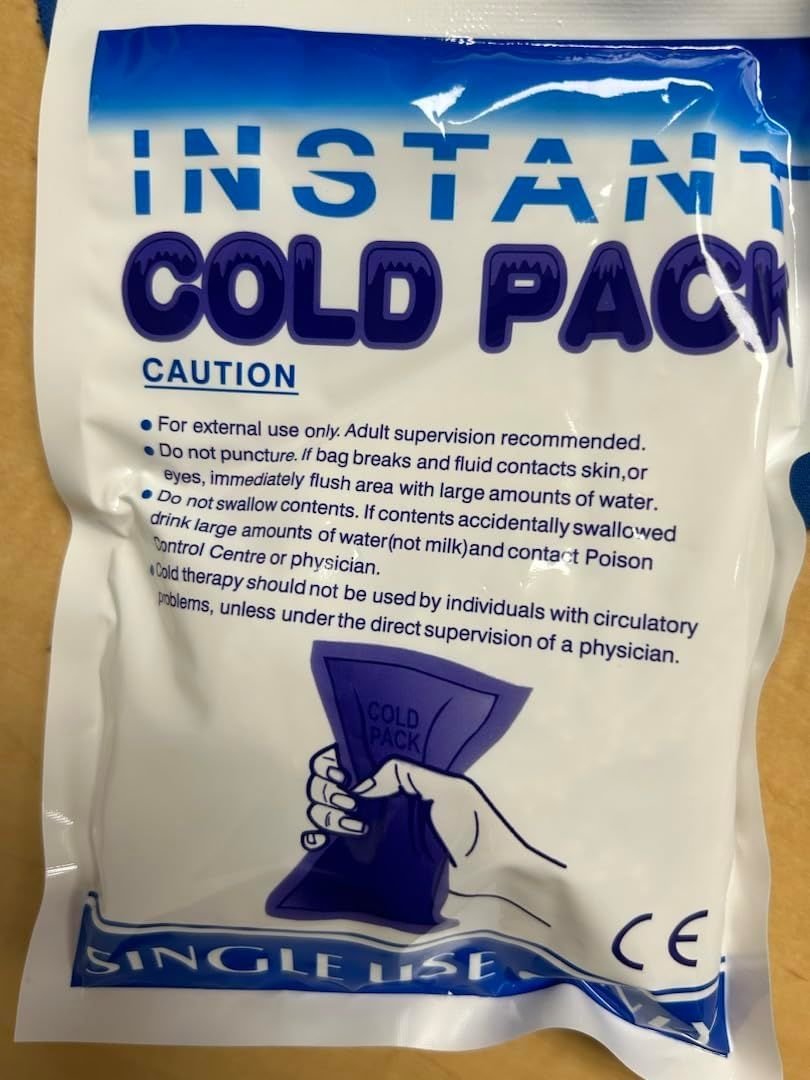 INSTANT
COLD PACK
CAUTION
• For external use only. Adult supervision recommended.
• Do not puncture. If bag breaks and fluid contacts skin,or
eyes, immediately flush area with large amounts of water.
• Do not swallow contents. If contents accidentally swallowed
drink large amounts of water(not milk)and contact Poison
Control Centre or physician.
• Cold therapy should not be used by individuals with circulatory
problems, unless under the direct supervision of a physician.
COLD
PACK
CE
SINGLE USE